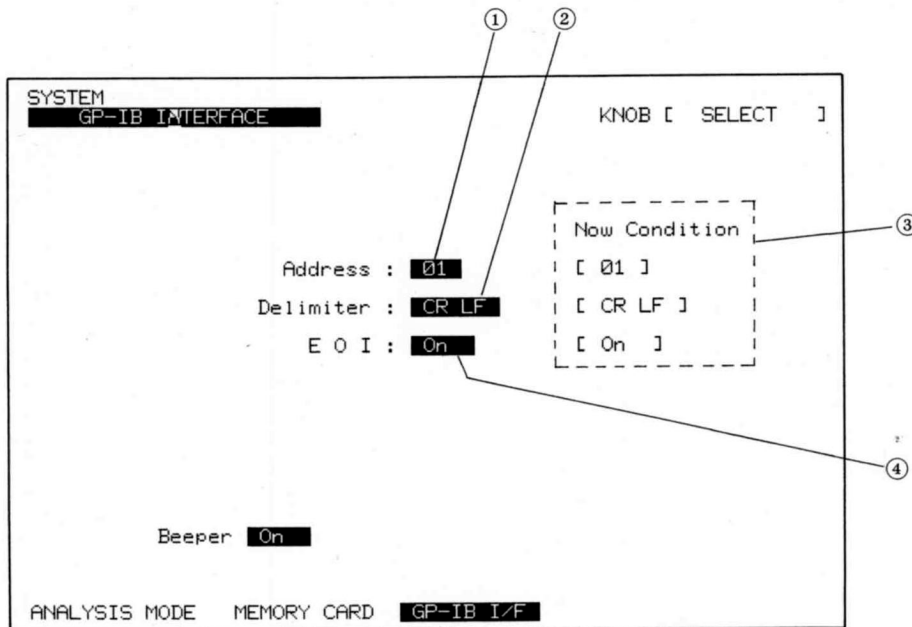 ① ②
SYSTEM
GP-IB INTERFACE KNOB [ SELECT ]
Now Condition ③
Address : 01 [ 01 ]
Delimiter : CR LF [ CR LF ]
E O I : On [ On ]
④
Beeper On
ANALYSIS MODE MEMORY CARD GP-IB I/F